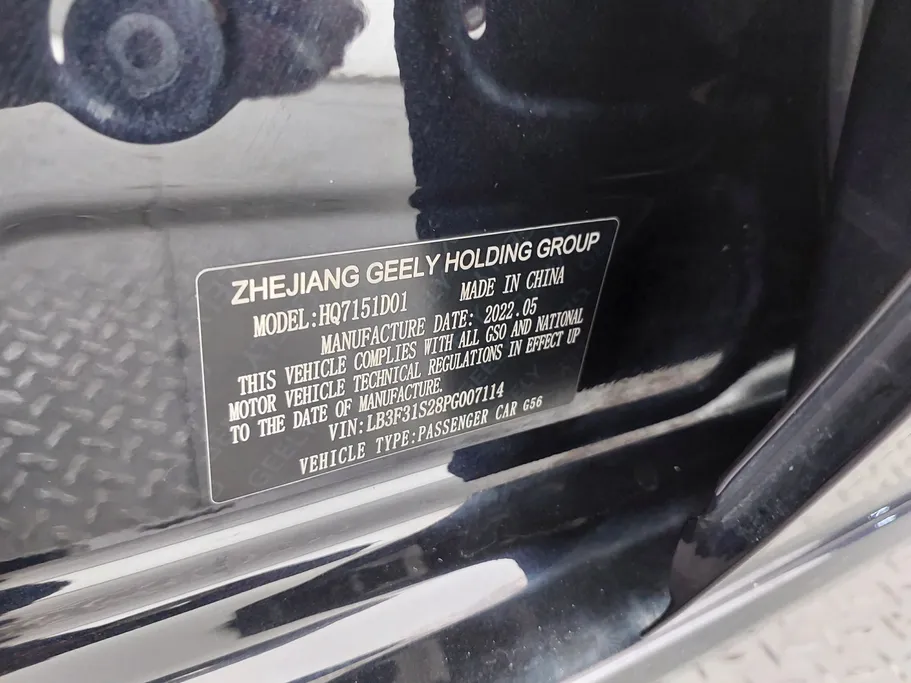 ZHEJIANG GEELY HOLDING GROUP
MODEL:HQ7151D01 MADE IN CHINA
MANUFACTURE DATE: 2022.05
THIS VEHICLE COMPLIES WITH ALL GSO AND NATIONAL
MOTOR VEHICLE TECHNICAL REGULATIONS IN EFFECT UP
TO THE DATE OF MANUFACTURE.
VIN:LB3F31S28PG007114
VEHICLE TYPE:PASSENGER CAR G56